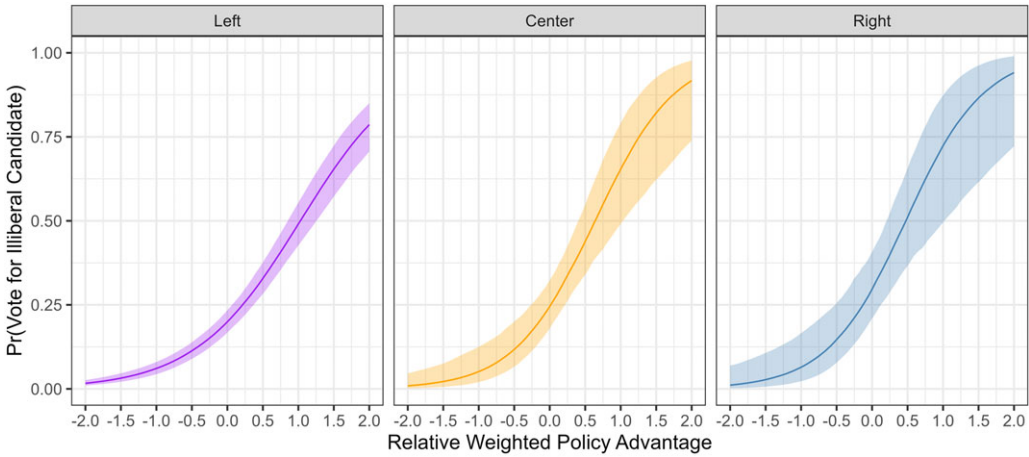 Left Center Right
Pr(Vote for Illiberal Candidate)
1.00
0.75
0.50
0.25
0.00
-2.0 -1.5 -1.0 -0.5 0.0 0.5 1.0 1.5 2.0 -2.0 -1.5 -1.0 -0.5 0.0 0.5 1.0 1.5 2.0 -2.0 -1.5 -1.0 -0.5 0.0 0.5 1.0 1.5 2.0
Relative Weighted Policy Advantage